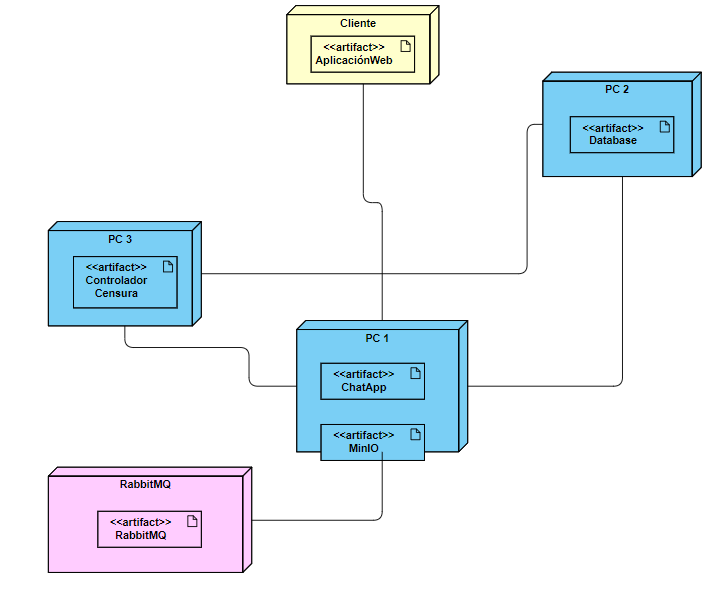 Cliente
<<artifact>>
AplicaciónWeb
PC 2
<<artifact>>
Database
PC 3
<<artifact>>
Controlador
Censura
PC 1
<<artifact>>
ChatApp
<<artifact>>
MinIO
RabbitMQ
<<artifact>>
RabbitMQ